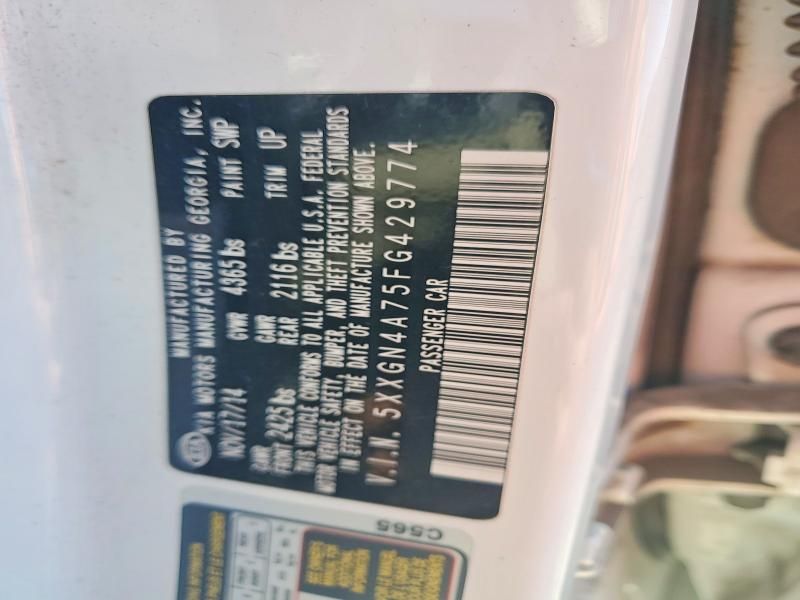 MANUFACTURED BY
KIA MOTORS MANUFACTURING GEORGIA, INC.
NOV/17/14 GVWR 4365 lbs PAINT SWP
GAWR FRONT 2425 lbs GAWR REAR 2116 lbs TRIM UP
THIS VEHICLE CONFORMS TO ALL APPLICABLE U.S.A. FEDERAL
MOTOR VEHICLE SAFETY, BUMPER, AND THEFT PREVENTION STANDARDS
IN EFFECT ON THE DATE OF MANUFACTURE SHOWN ABOVE.
V.I.N. 5XXGN4A75FG429774
PASSENGER CAR
C565